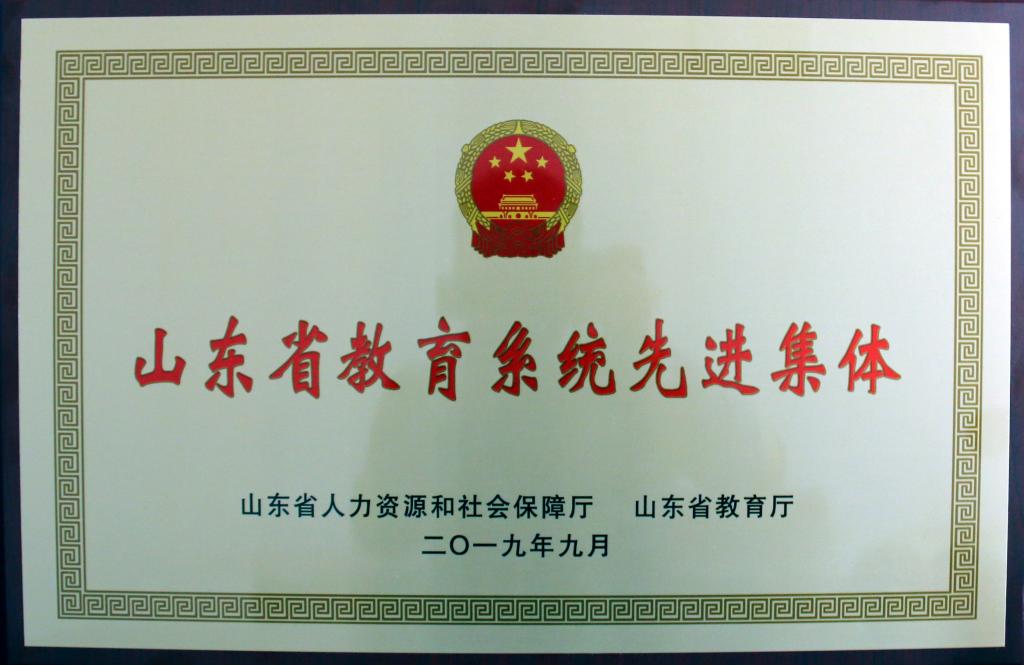 山东省教育系统先进集体
山东省人力资源和社会保障厅 山东省教育厅
二〇一九年九月